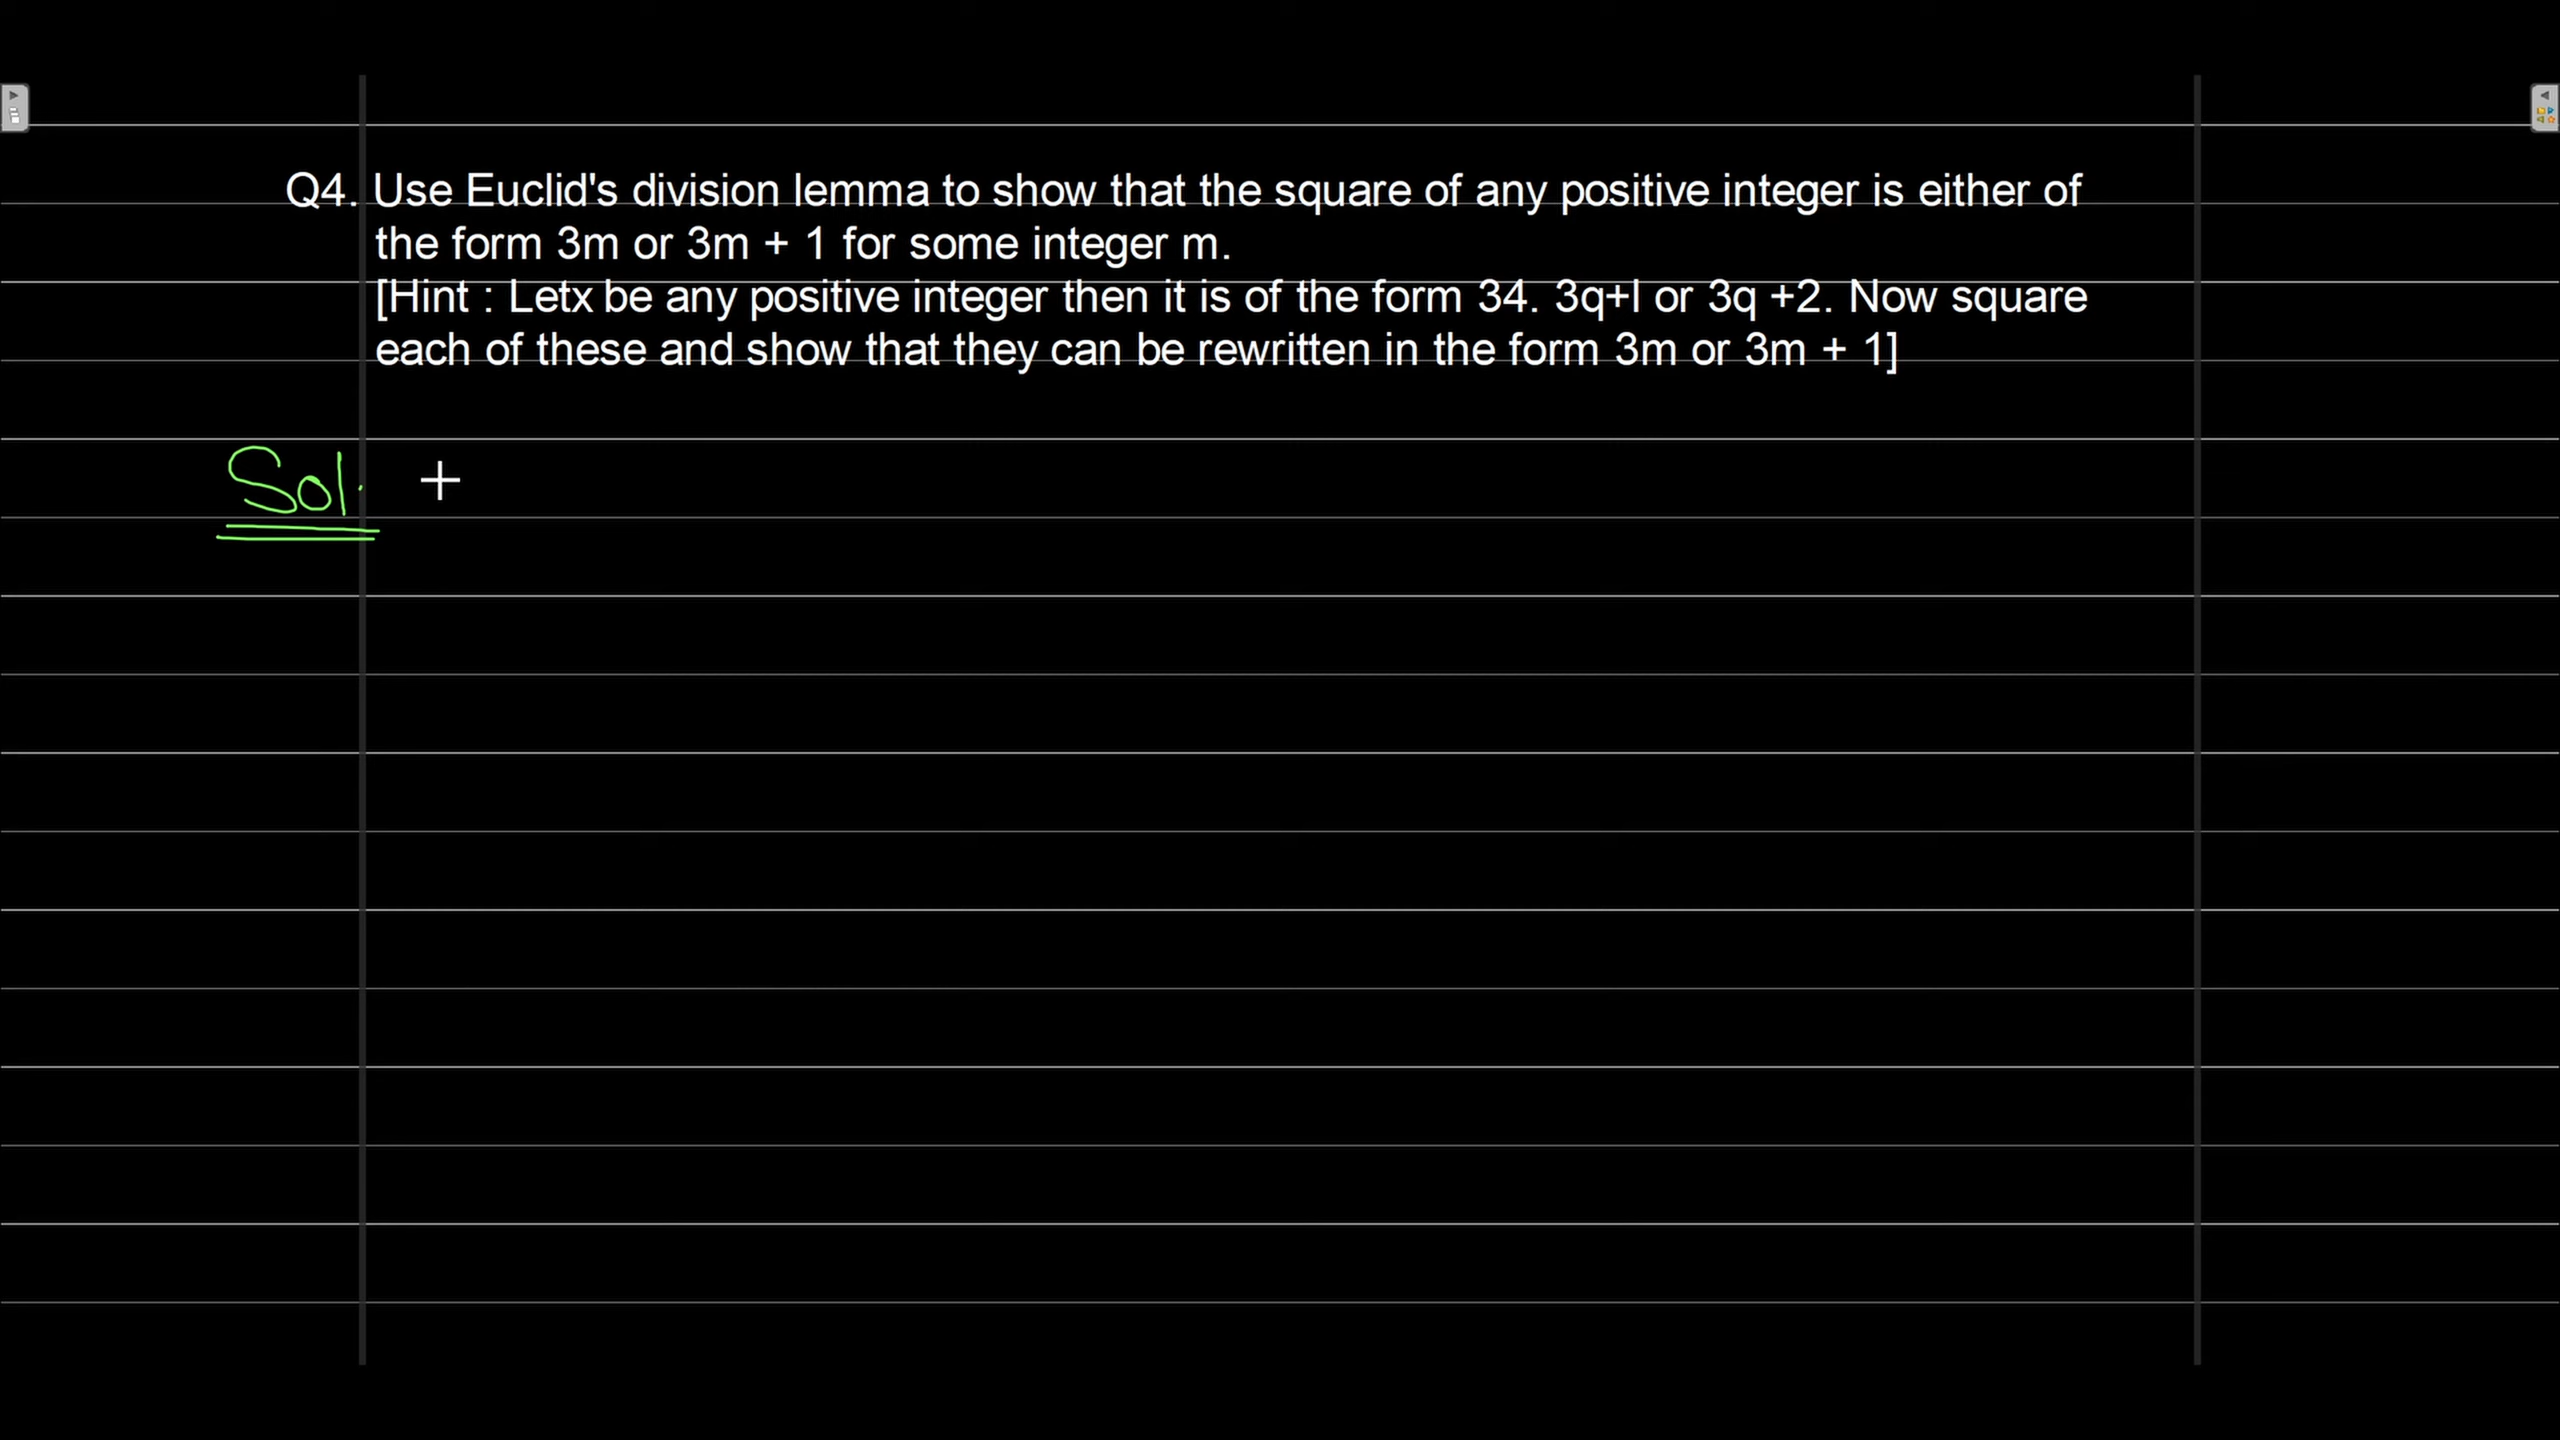 Q4. Use Euclid's division lemma to show that the square of any positive integer is either of
the form 3m or 3m + 1 for some integer m.
[Hint : Letx be any positive integer then it is of the form 34. 3q+l or 3q +2. Now square
each of these and show that they can be rewritten in the form 3m or 3m + 1]
Sol.